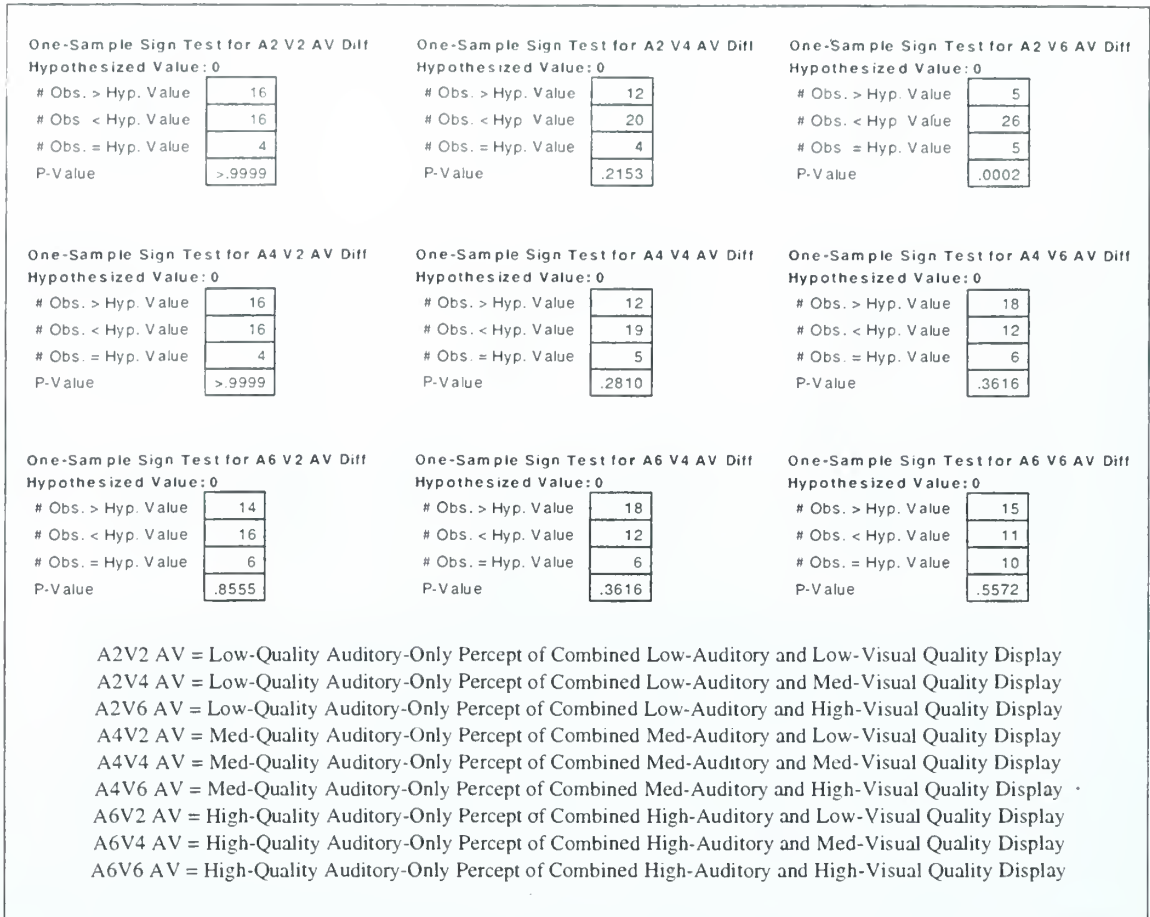 One-Sample Sign Test for A2 V2 AV Diff
Hypothesized Value: 0
# Obs. > Hyp. Value 16
# Obs < Hyp. Value 16
# Obs. = Hyp. Value 4
P-Value >.9999
One-Sample Sign Test for A2 V4 AV Diff
Hypothesized Value: 0
# Obs. > Hyp. Value 12
# Obs. < Hyp Value 20
# Obs. = Hyp. Value 4
P-Value .2153
One-Sample Sign Test for A2 V6 AV Diff
Hypothesized Value: 0
# Obs. > Hyp. Value 5
# Obs. < Hyp Value 26
# Obs = Hyp. Value 5
P-Value .0002
One-Sample Sign Test for A4 V2 AV Diff
Hypothesized Value: 0
# Obs. > Hyp. Value 16
# Obs. < Hyp. Value 16
# Obs. = Hyp. Value 4
P-Value >.9999
One-Sample Sign Test for A4 V4 AV Diff
Hypothesized Value: 0
# Obs. > Hyp. Value 12
# Obs. < Hyp. Value 19
# Obs. = Hyp. Value 5
P-Value .2810
One-Sample Sign Test for A4 V6 AV Diff
Hypothesized Value: 0
# Obs. > Hyp. Value 18
# Obs. < Hyp. Value 12
# Obs. = Hyp. Value 6
P-Value .3616
One-Sample Sign Test for A6 V2 AV Diff
Hypothesized Value: 0
# Obs. > Hyp. Value 14
# Obs. < Hyp. Value 16
# Obs. = Hyp. Value 6
P-Value .8555
One-Sample Sign Test for A6 V4 AV Diff
Hypothesized Value: 0
# Obs. > Hyp. Value 18
# Obs. < Hyp. Value 12
# Obs. = Hyp. Value 6
P-Value .3616
One-Sample Sign Test for A6 V6 AV Diff
Hypothesized Value: 0
# Obs. > Hyp. Value 15
# Obs. < Hyp. Value 11
# Obs. = Hyp. Value 10
P-Value .5572
A2V2 AV = Low-Quality Auditory-Only Percept of Combined Low-Auditory and Low-Visual Quality Display
A2V4 AV = Low-Quality Auditory-Only Percept of Combined Low-Auditory and Med-Visual Quality Display
A2V6 AV = Low-Quality Auditory-Only Percept of Combined Low-Auditory and High-Visual Quality Display
A4V2 AV = Med-Quality Auditory-Only Percept of Combined Med-Auditory and Low-Visual Quality Display
A4V4 AV = Med-Quality Auditory-Only Percept of Combined Med-Auditory and Med-Visual Quality Display
A4V6 AV = Med-Quality Auditory-Only Percept of Combined Med-Auditory and High-Visual Quality Display
A6V2 AV = High-Quality Auditory-Only Percept of Combined High-Auditory and Low-Visual Quality Display
A6V4 AV = High-Quality Auditory-Only Percept of Combined High-Auditory and Med-Visual Quality Display
A6V6 AV = High-Quality Auditory-Only Percept of Combined High-Auditory and High-Visual Quality Display